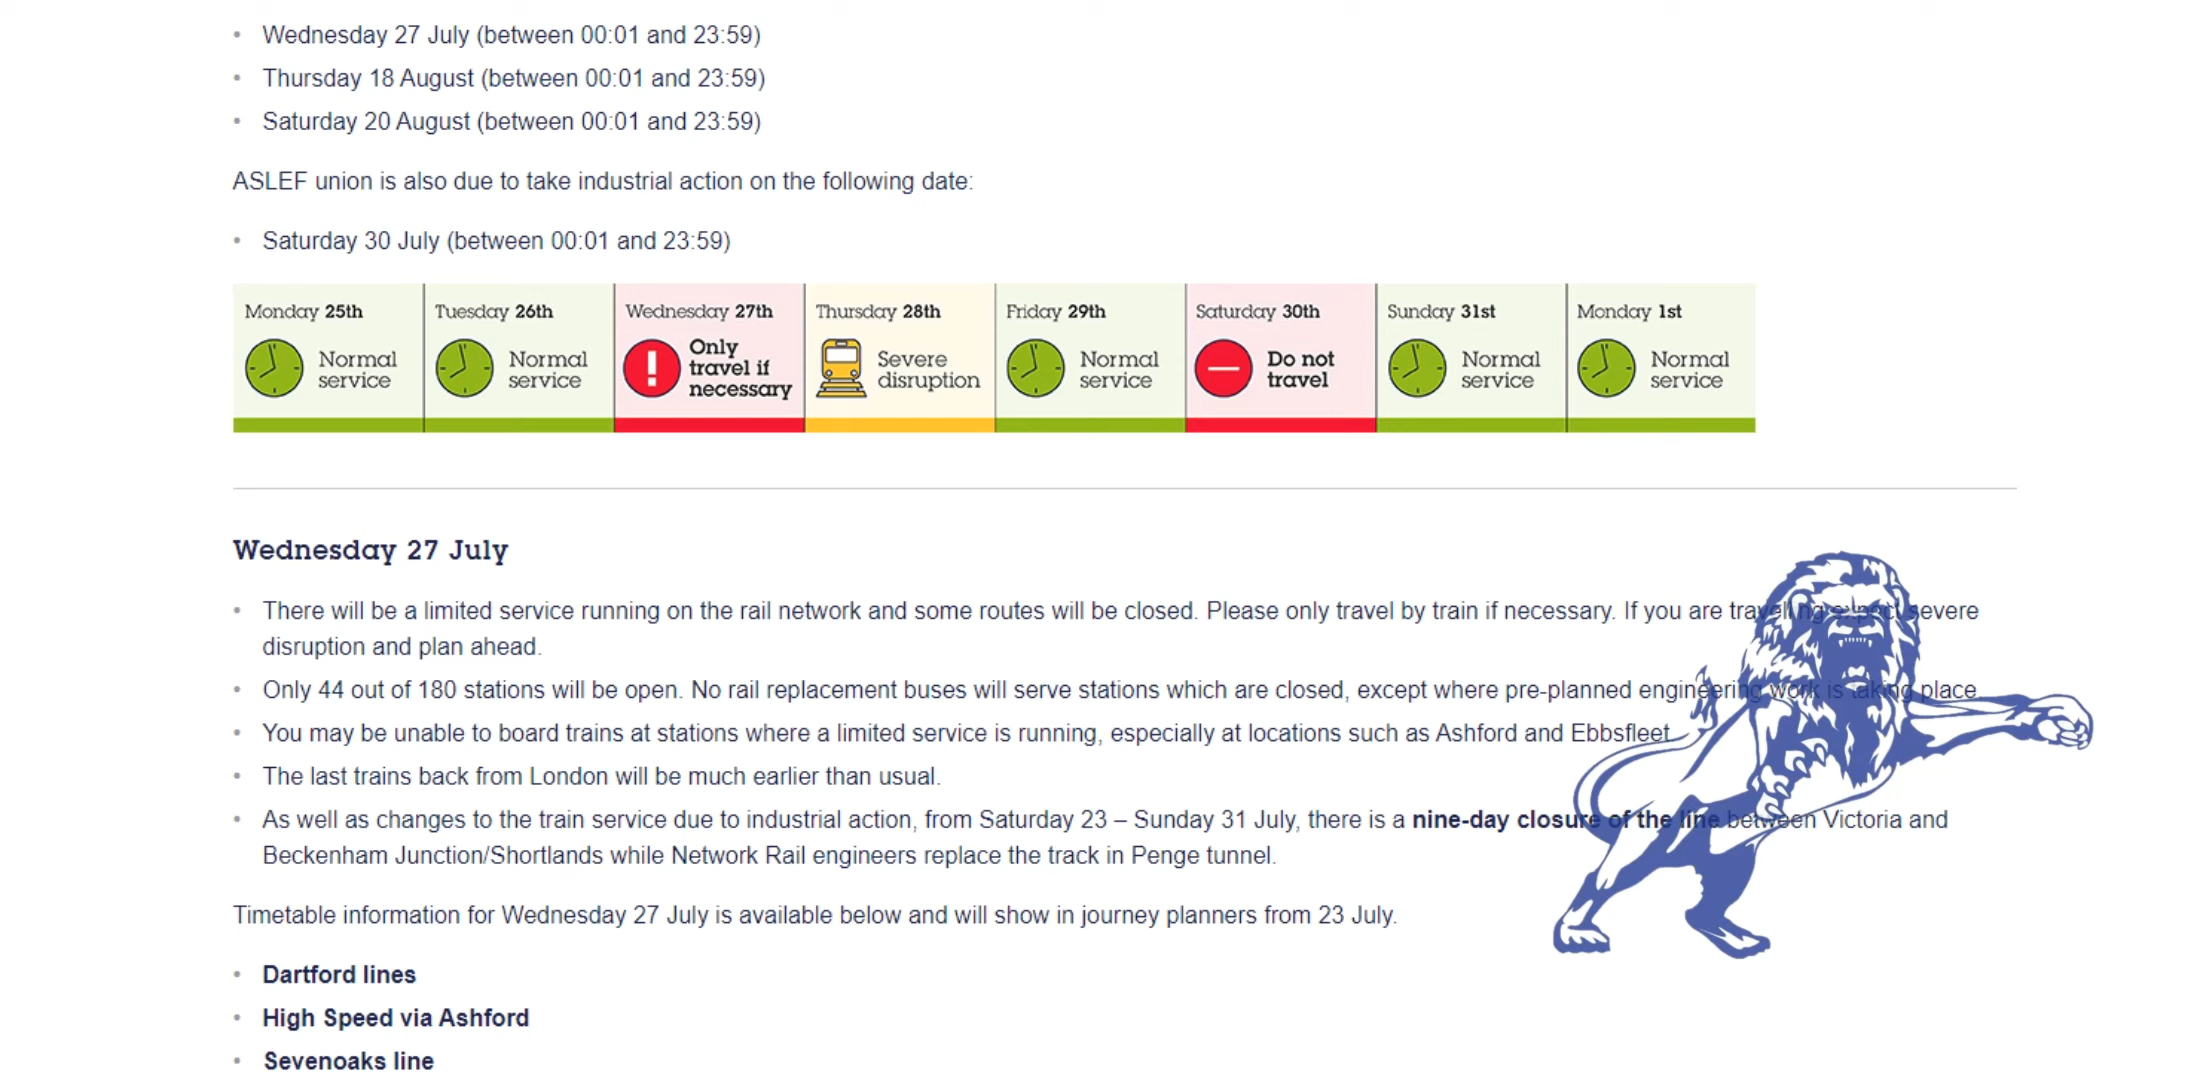 Wednesday 27 July (between 00:01 and 23:59)
Thursday 18 August (between 00:01 and 23:59)
Saturday 20 August (between 00:01 and 23:59)
ASLEF union is also due to take industrial action on the following date:
Saturday 30 July (between 00:01 and 23:59)
Monday 25th
Normal
service
Tuesday 26th
Normal
service
Wednesday 27th
Only
travel if
necessary
Thursday 28th
Severe
disruption
Friday 29th
Normal
service
Saturday 30th
Do not
travel
Sunday 31st
Normal
service
Monday 1st
Normal
service
Wednesday 27 July
There will be a limited service running on the rail network and some routes will be closed. Please only travel by train if necessary. If you are travelling expect severe
disruption and plan ahead.
Only 44 out of 180 stations will be open. No rail replacement buses will serve stations which are closed, except where pre-planned engineering work is taking place.
You may be unable to board trains at stations where a limited service is running, especially at locations such as Ashford and Ebbsfleet.
The last trains back from London will be much earlier than usual.
As well as changes to the train service due to industrial action, from Saturday 23 – Sunday 31 July, there is a nine-day closure of the line between Victoria and
Beckenham Junction/Shortlands while Network Rail engineers replace the track in Penge tunnel.
Timetable information for Wednesday 27 July is available below and will show in journey planners from 23 July.
Dartford lines
High Speed via Ashford
Sevenoaks line